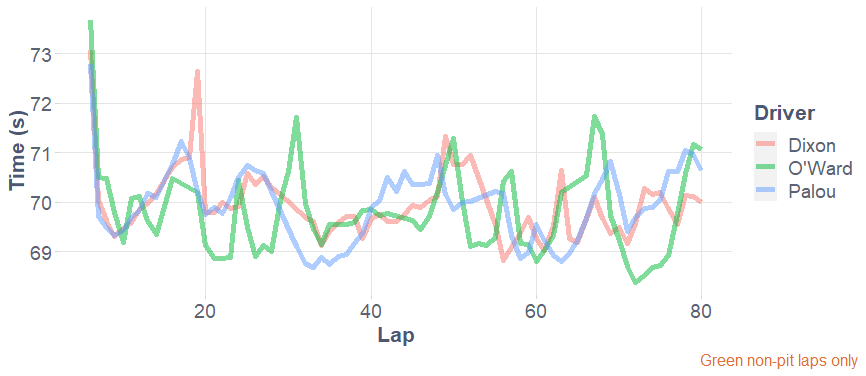 73
72
71
70
69
Time (s)
20
40
60
80
Lap
Driver
Dixon
O'Ward
Palou
Green non-pit laps only